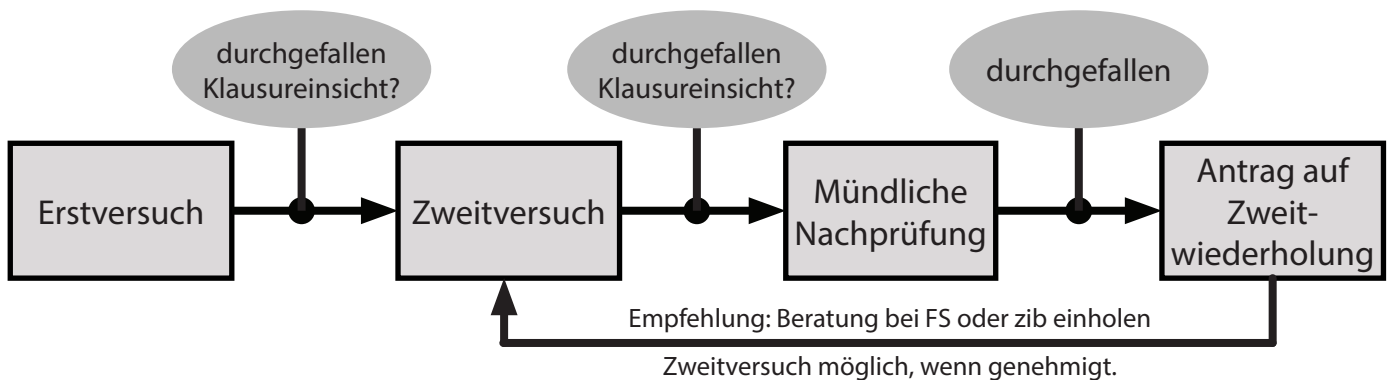 durchgefallen
Klausureinsicht?
durchgefallen
Klausureinsicht?
durchgefallen
Erstversuch
Zweitversuch
Mündliche
Nachprüfung
Antrag auf
Zweit-
wiederholung
Empfehlung: Beratung bei FS oder zib einholen
Zweitversuch möglich, wenn genehmigt.